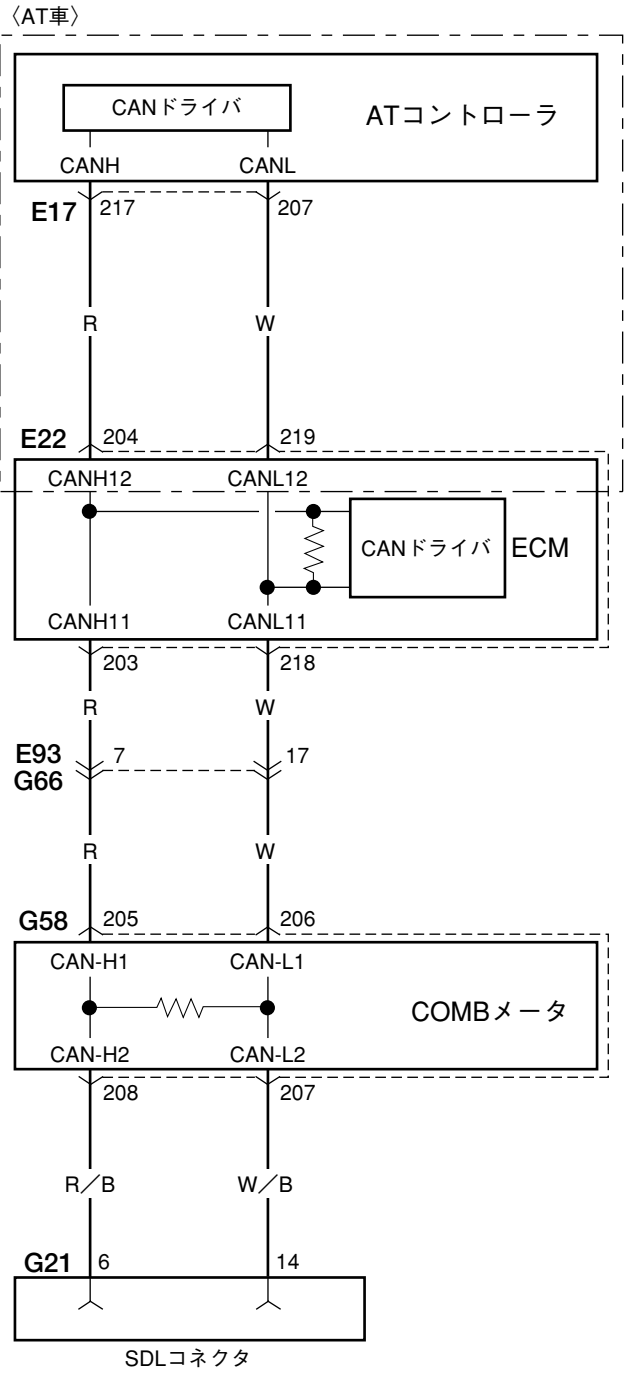 〈AT車〉
CANドライバ
ATコントローラ
CANH CANL
E17 217 207
R W
E22 204 219
CANH12 CANL12
CANドライバ ECM
CANH11 CANL11
203 218
R W
E93 7 17
G66
R W
G58 205 206
CAN-H1 CAN-L1
COMBメータ
CAN-H2 CAN-L2
208 207
R/B W/B
G21 6 14
SDLコネクタ